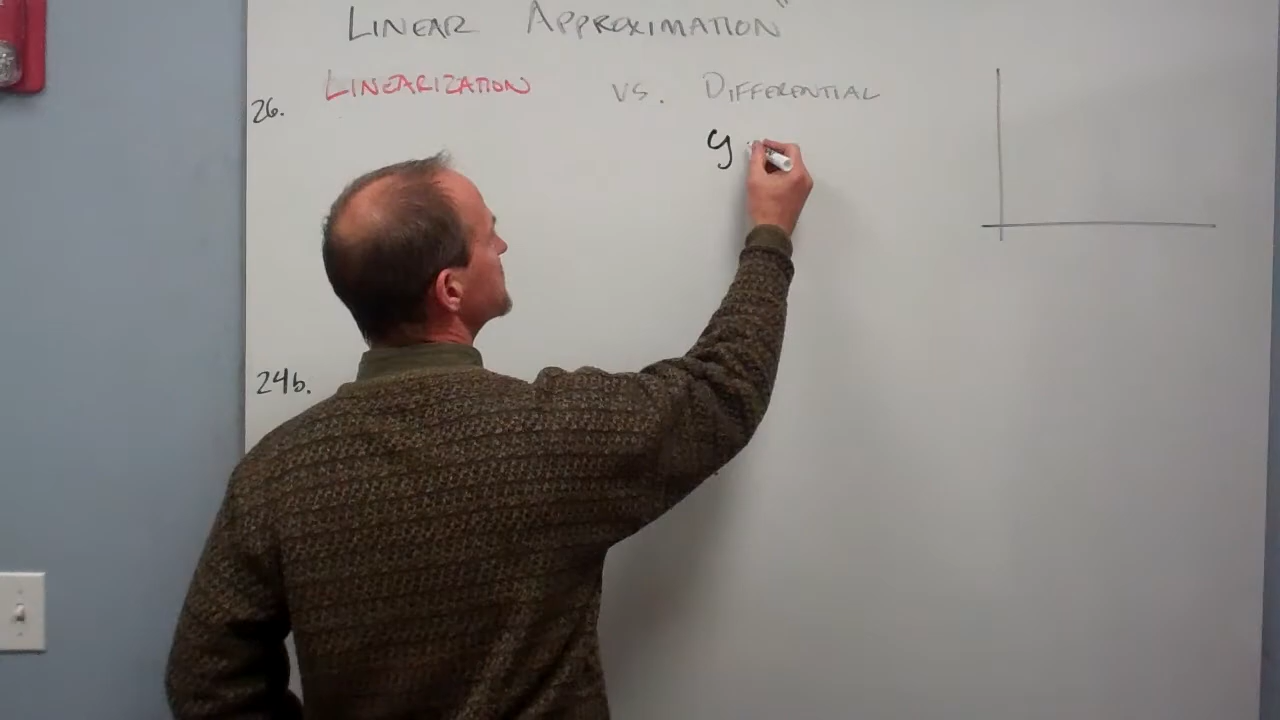 LINEAR APPROXIMATION"
LINEARIZATION VS. DIFFERENTIAL
26.
y
24b.